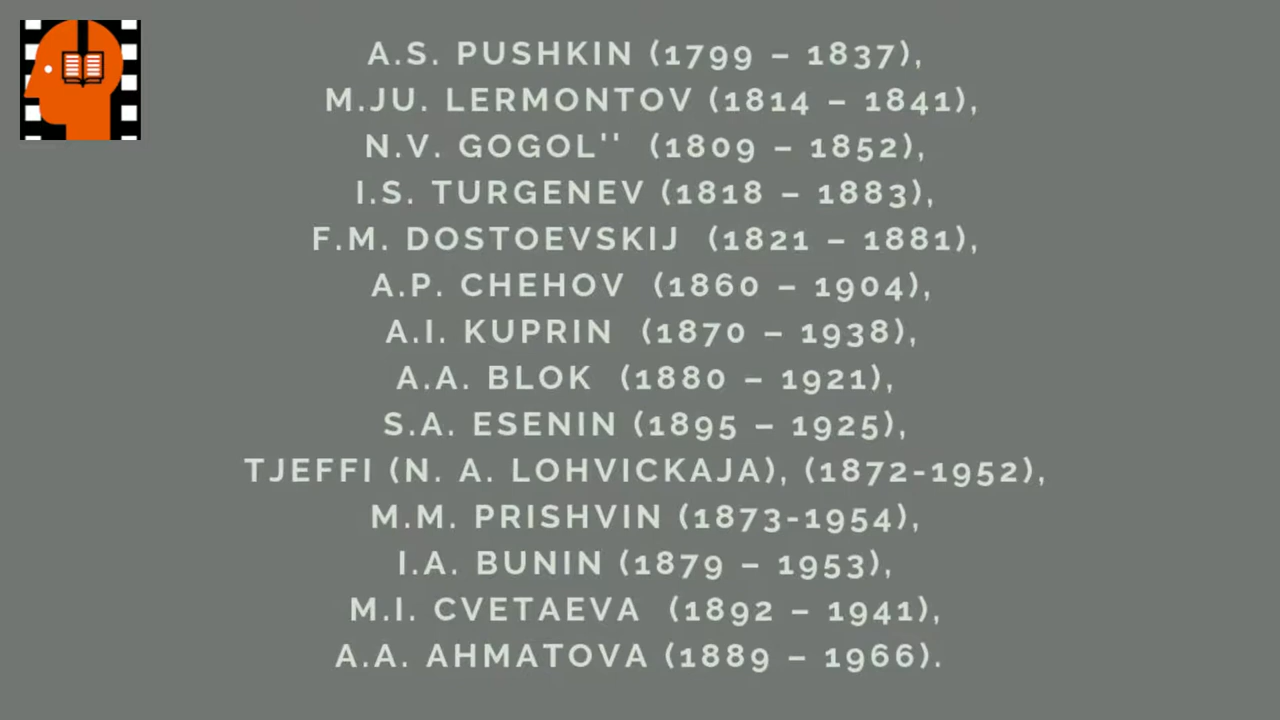 A.S. PUSHKIN (1799 – 1837),
M.JU. LERMONTOV (1814 – 1841),
N.V. GOGOL'' (1809 – 1852),
I.S. TURGENEV (1818 – 1883),
F.M. DOSTOEVSKIJ (1821 – 1881),
A.P. CHEHOV (1860 – 1904),
A.I. KUPRIN (1870 – 1938),
A.A. BLOK (1880 – 1921),
S.A. ESENIN (1895 – 1925),
TJEFFI (N. A. LOHVICKAJA), (1872-1952),
M.M. PRISHVIN (1873-1954),
I.A. BUNIN (1879 – 1953),
M.I. CVETAEVA (1892 – 1941),
A.A. AHMATOVA (1889 – 1966).